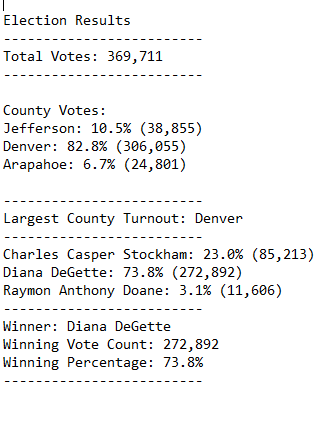 Election Results
-------------------------
Total Votes: 369,711
-------------------------
County Votes:
Jefferson: 10.5% (38,855)
Denver: 82.8% (306,055)
Arapahoe: 6.7% (24,801)
-------------------------
Largest County Turnout: Denver
-------------------------
Charles Casper Stockham: 23.0% (85,213)
Diana DeGette: 73.8% (272,892)
Raymon Anthony Doane: 3.1% (11,606)
-------------------------
Winner: Diana DeGette
Winning Vote Count: 272,892
Winning Percentage: 73.8%
-------------------------